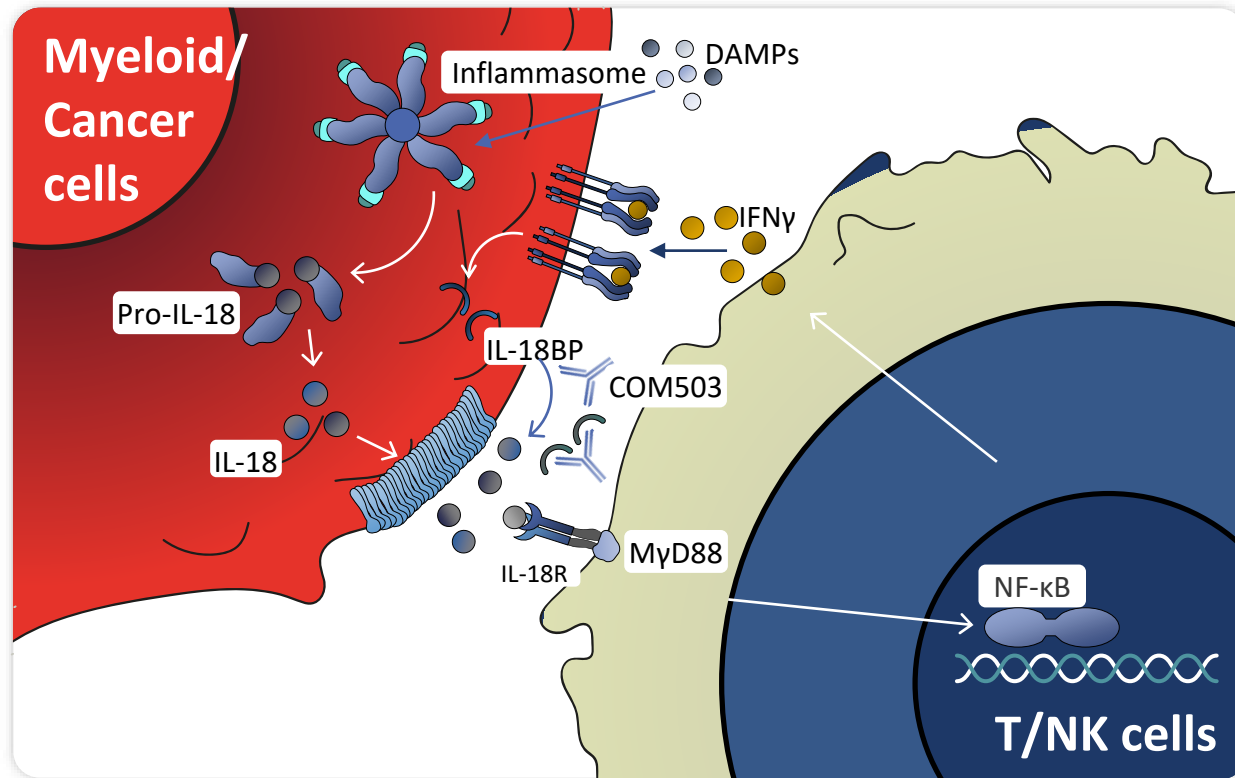 Myeloid/
Cancer
cells
Inflammasome
DAMPs
IFNγ
Pro-IL-18
IL-18BP
COM503
IL-18
IL-18R
MγD88
NF-κB
T/NK cells